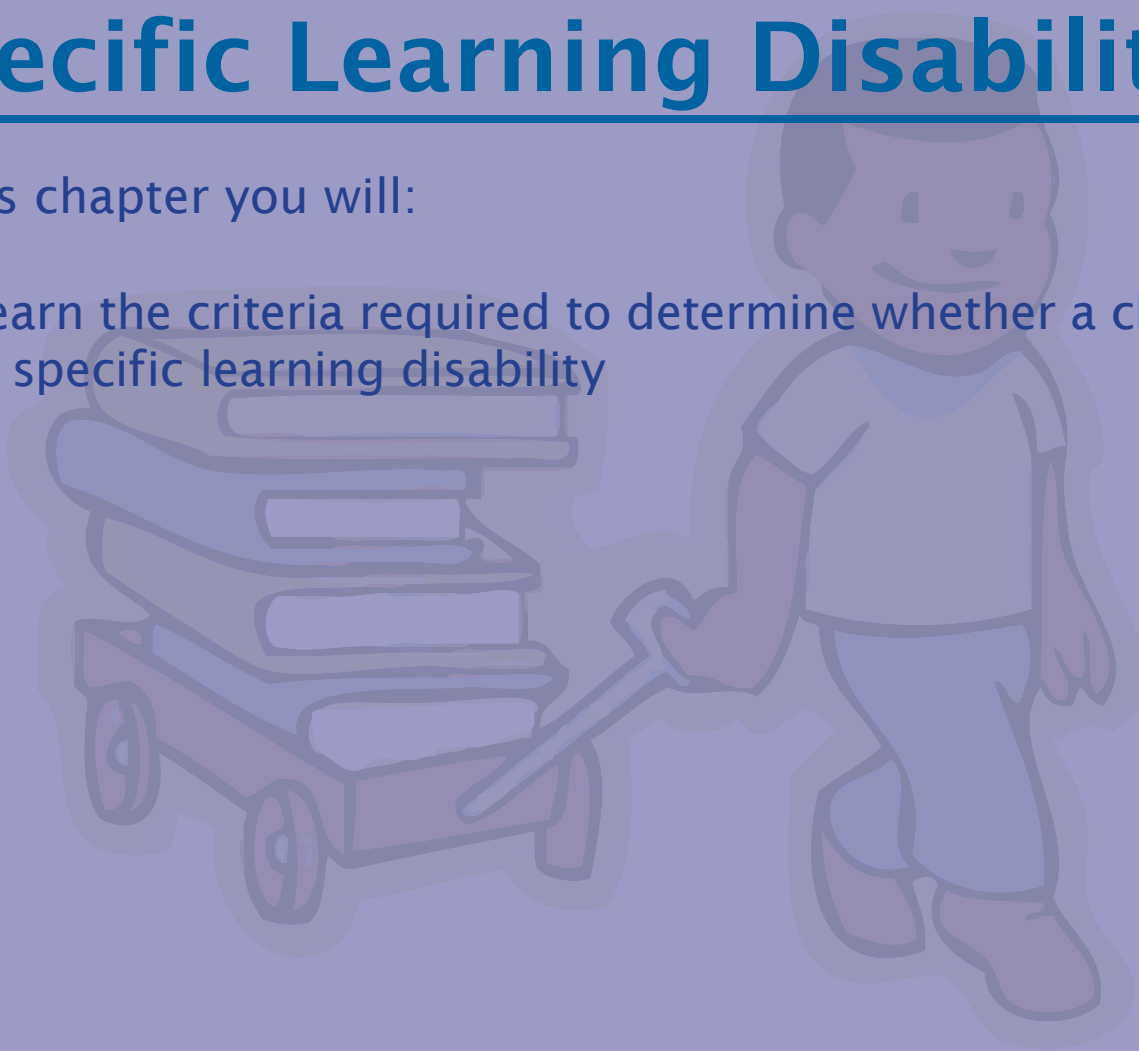 ecific Learning Disabilit
s chapter you will:
earn the criteria required to determine whether a c
specific learning disability